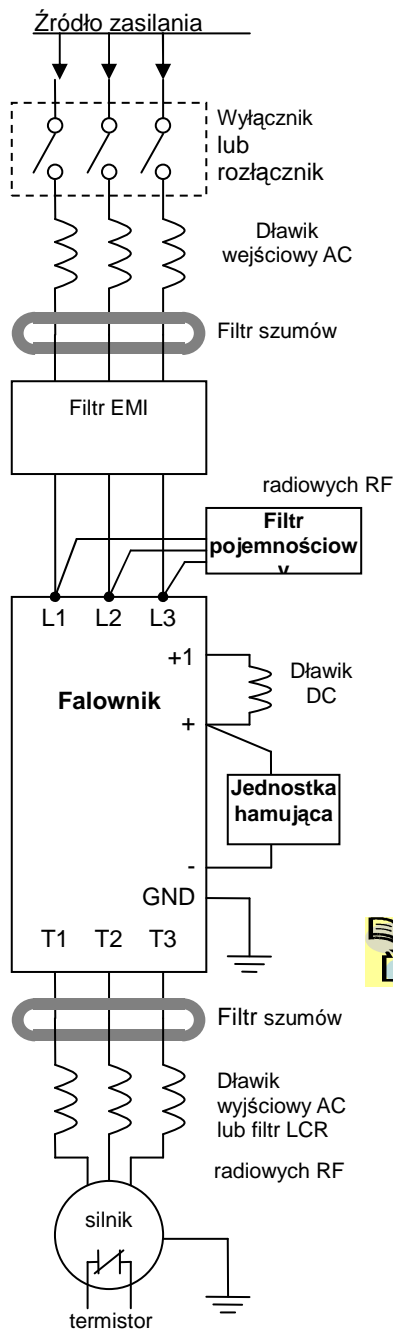 Źródło zasilania
Wyłącznik
lub
rozłącznik
Dławik
wejściowy AC
Filtr szumów
Filtr EMI
radiowych RF
Filtr
pojemnościow
y
L1 L2 L3
+1
Dławik
DC
Falownik
+
Jednostka
hamująca
-
GND
T1 T2 T3
Filtr szumów
Dławik
wyjściowy AC
lub filtr LCR
radiowych RF
silnik
termistor